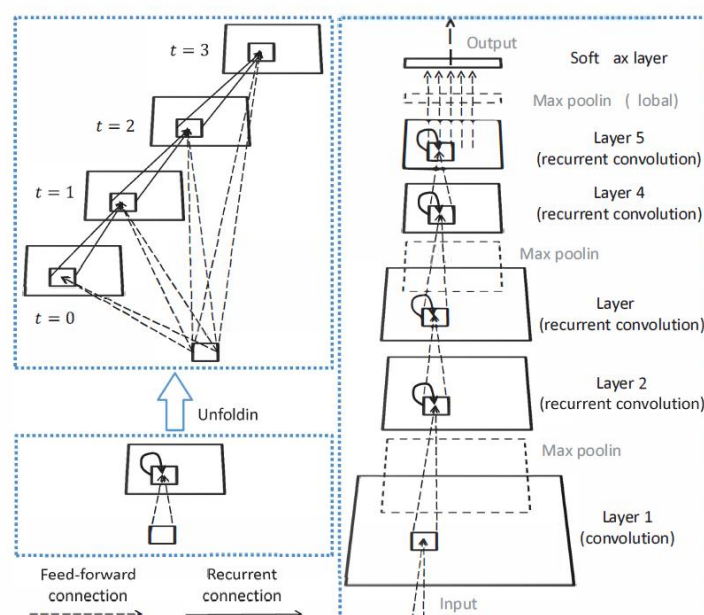 t = 3
t = 2
t = 1
t = 0
Unfoldin
Feed-forward
connection
Recurrent
connection
Output
Soft ax layer
Max poolin ( lobal)
Layer 5
(recurrent convolution)
Layer 4
(recurrent convolution)
Max poolin
Layer
(recurrent convolution)
Layer 2
(recurrent convolution)
Max poolin
Layer 1
(convolution)
Input